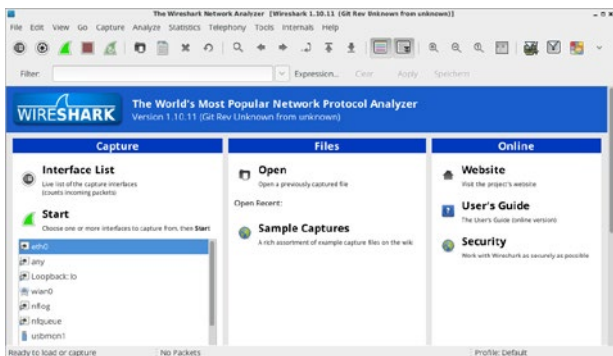 The Wireshark Network Analyzer [Wireshark 1.10.11 (Git Rev Unknown from unknown)]
File Edit View Go Capture Analyze Statistics Telephony Tools Internals Help
Filter: Expression... Clear Apply Speichern
WIRESHARK
The World's Most Popular Network Protocol Analyzer
Version 1.10.11 (Git Rev Unknown from unknown)
Capture
Interface List
Live list of the capture interfaces
(counts incoming packets)
Start
Choose one or more interfaces to capture from, then Start
eth0
any
Loopback: lo
wlan0
nflog
nfqueue
usbmon1
Files
Open
Open a previously captured file
Open Recent:
Sample Captures
A rich assortment of example capture files on the wiki
Online
Website
Visit the project's website
User's Guide
The User's Guide (online version)
Security
Work with Wireshark as securely as possible
Ready to load or capture No Packets Profile: Default